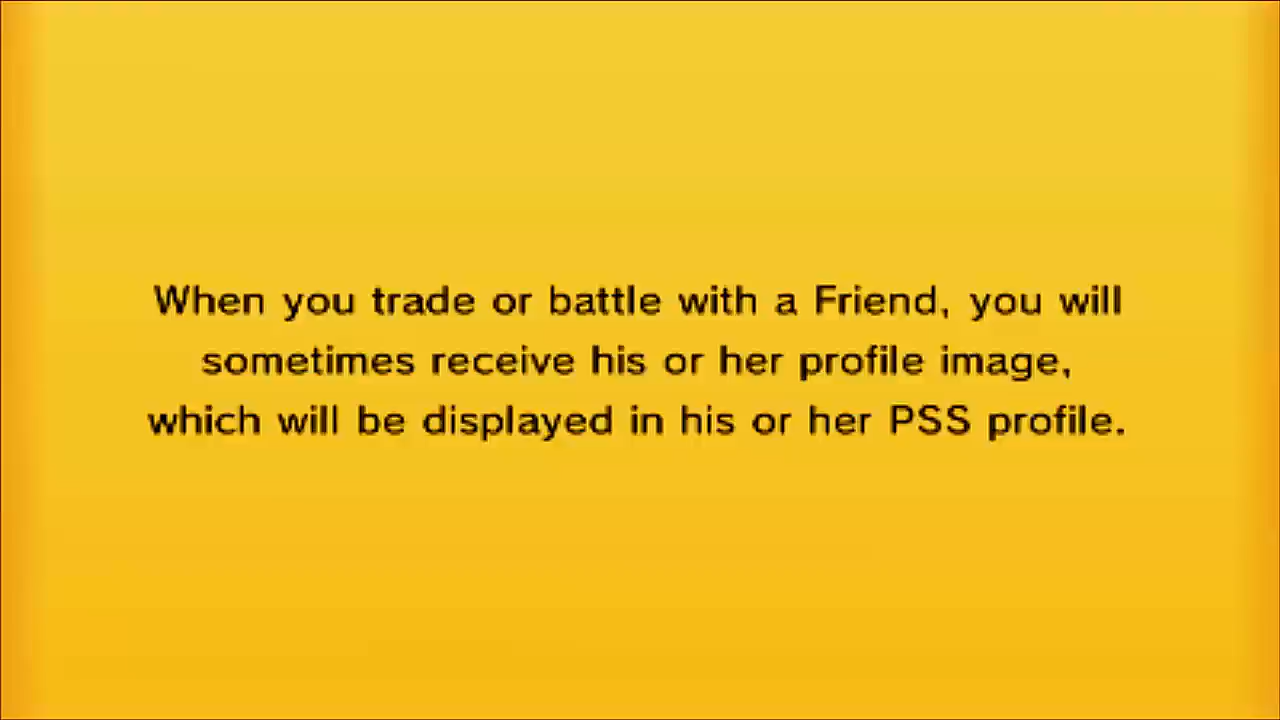 When you trade or battle with a Friend, you will
sometimes receive his or her profile image,
which will be displayed in his or her PSS profile.